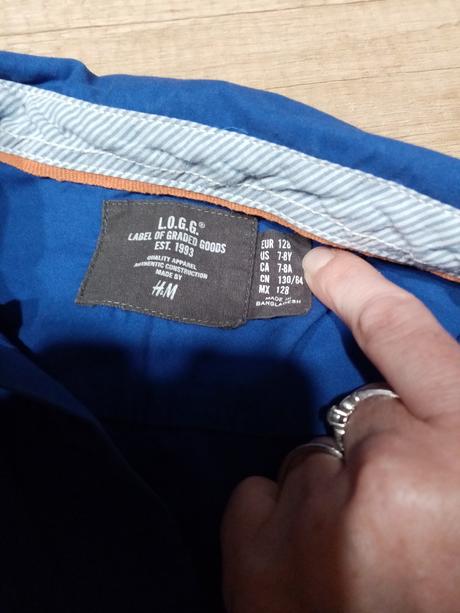 L.O.G.G.®
LABEL OF GRADED GOODS
EST. 1993
QUALITY APPAREL
AUTHENTIC CONSTRUCTION
MADE BY
H&M
EUR 128
US 7-8Y
CA 7-8A
CN 130/64
MX 128
MADE IN
BANGLADESH